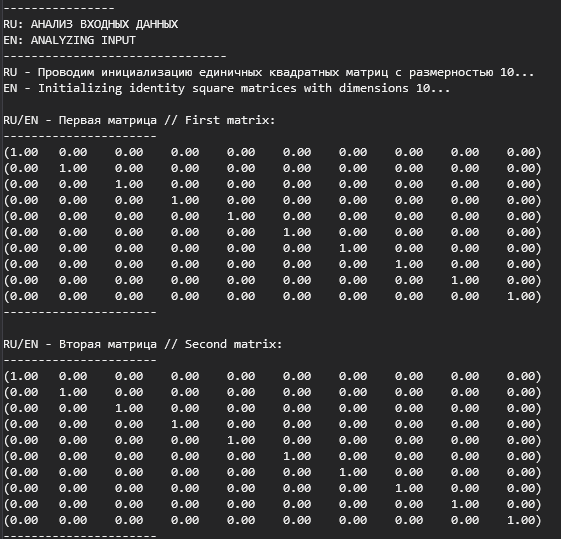 ----------------
RU: АНАЛИЗ ВХОДНЫХ ДАННЫХ
EN: ANALYZING INPUT
--------------------------------
RU - Проводим инициализацию единичных квадратных матриц с размерностью 10...
EN - Initializing identity square matrices with dimensions 10...
RU/EN - Первая матрица // First matrix:
----------------------
(1.00 0.00 0.00 0.00 0.00 0.00 0.00 0.00 0.00 0.00)
(0.00 1.00 0.00 0.00 0.00 0.00 0.00 0.00 0.00 0.00)
(0.00 0.00 1.00 0.00 0.00 0.00 0.00 0.00 0.00 0.00)
(0.00 0.00 0.00 1.00 0.00 0.00 0.00 0.00 0.00 0.00)
(0.00 0.00 0.00 0.00 1.00 0.00 0.00 0.00 0.00 0.00)
(0.00 0.00 0.00 0.00 0.00 1.00 0.00 0.00 0.00 0.00)
(0.00 0.00 0.00 0.00 0.00 0.00 1.00 0.00 0.00 0.00)
(0.00 0.00 0.00 0.00 0.00 0.00 0.00 1.00 0.00 0.00)
(0.00 0.00 0.00 0.00 0.00 0.00 0.00 0.00 1.00 0.00)
(0.00 0.00 0.00 0.00 0.00 0.00 0.00 0.00 0.00 1.00)
----------------------
RU/EN - Вторая матрица // Second matrix:
----------------------
(1.00 0.00 0.00 0.00 0.00 0.00 0.00 0.00 0.00 0.00)
(0.00 1.00 0.00 0.00 0.00 0.00 0.00 0.00 0.00 0.00)
(0.00 0.00 1.00 0.00 0.00 0.00 0.00 0.00 0.00 0.00)
(0.00 0.00 0.00 1.00 0.00 0.00 0.00 0.00 0.00 0.00)
(0.00 0.00 0.00 0.00 1.00 0.00 0.00 0.00 0.00 0.00)
(0.00 0.00 0.00 0.00 0.00 1.00 0.00 0.00 0.00 0.00)
(0.00 0.00 0.00 0.00 0.00 0.00 1.00 0.00 0.00 0.00)
(0.00 0.00 0.00 0.00 0.00 0.00 0.00 1.00 0.00 0.00)
(0.00 0.00 0.00 0.00 0.00 0.00 0.00 0.00 1.00 0.00)
(0.00 0.00 0.00 0.00 0.00 0.00 0.00 0.00 0.00 1.00)
----------------------